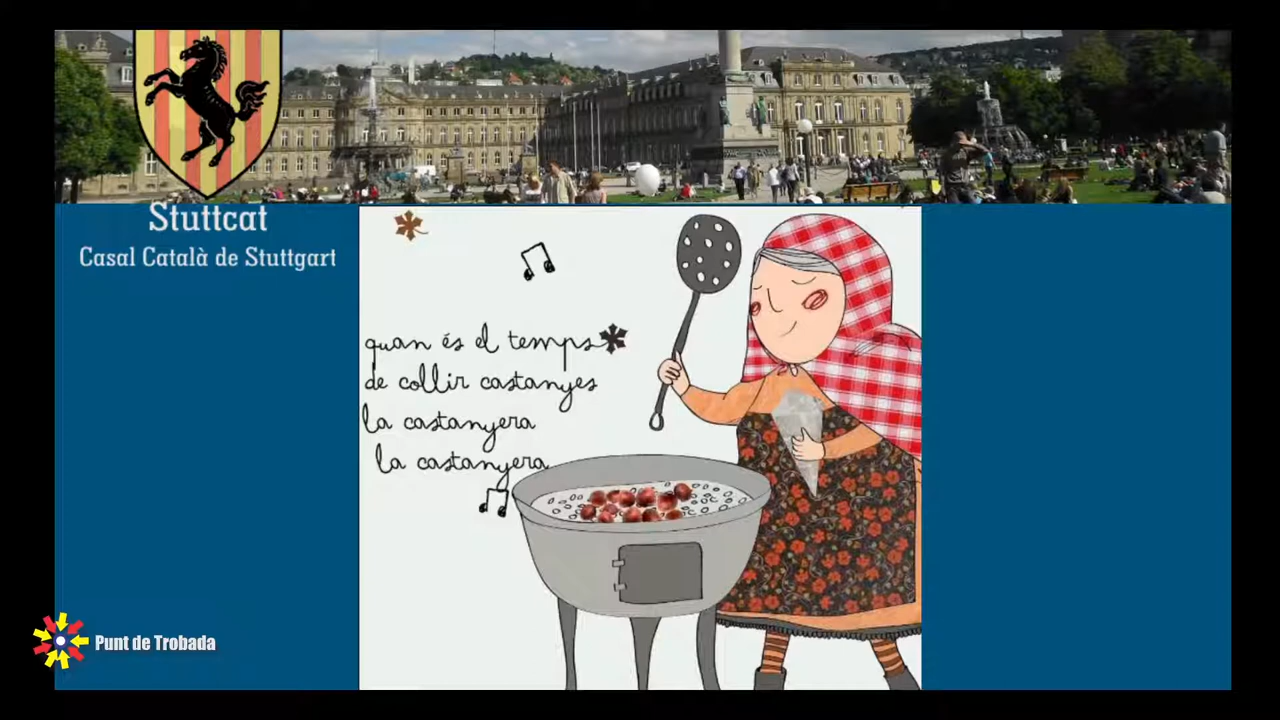 Stuttcat
Casal Català de Stuttgart
quan és el temps
de collir castanyes
la castanyera
la castanyera
Punt de Trobada